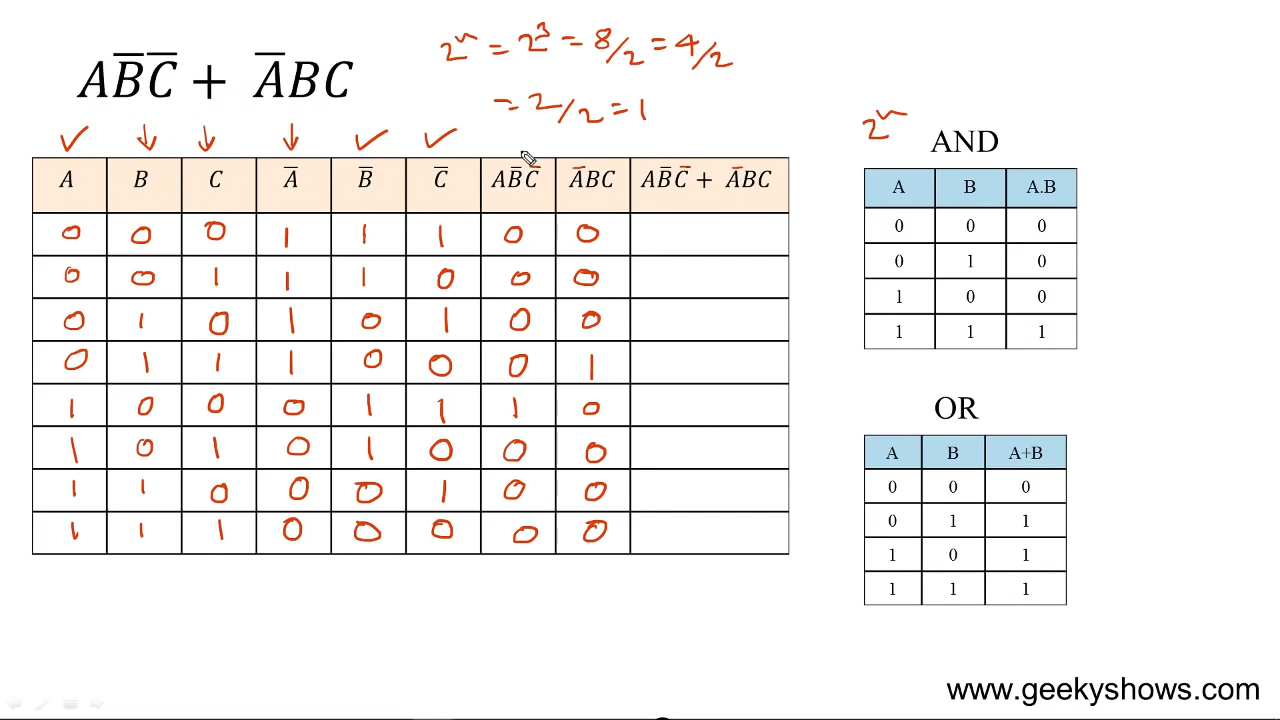 2ⁿ = 2³ = 8/2 = 4/2
= 2/2 = 1
AB̅C̅ + A̅BC
A B C A̅ B̅ C̅ AB̅C̅ A̅BC AB̅C̅ + A̅BC
0 0 0 1 1 1 0 0
0 0 1 1 1 0 0 0
0 1 0 1 0 1 0 0
0 1 1 1 0 0 0 1
1 0 0 0 1 1 1 0
1 0 1 0 1 0 0 0
1 1 0 0 0 1 0 0
1 1 1 0 0 0 0 0
2ⁿ
AND
A B A.B
0 0 0
0 1 0
1 0 0
1 1 1
OR
A B A+B
0 0 0
0 1 1
1 0 1
1 1 1
www.geekyshows.com